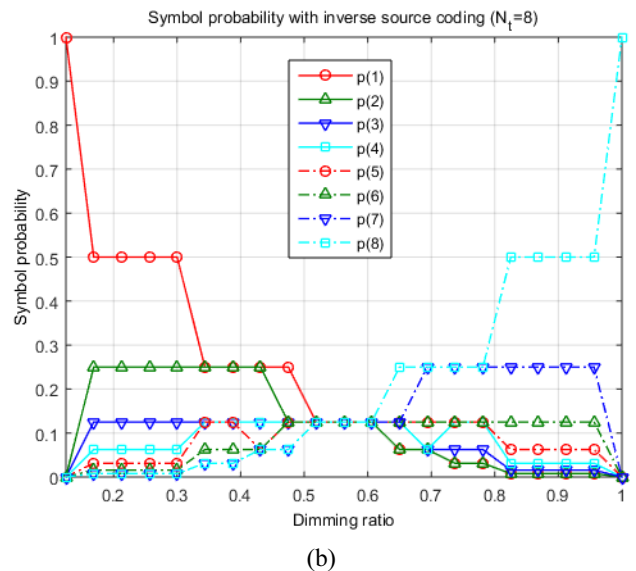 Symbol probability with inverse source coding (N_t=8)
1
0.9
0.8
0.7
0.6
0.5
0.4
0.3
0.2
0.1
0
Symbol probability
p(1)
p(2)
p(3)
p(4)
p(5)
p(6)
p(7)
p(8)
0.2 0.3 0.4 0.5 0.6 0.7 0.8 0.9 1
Dimming ratio
(b)